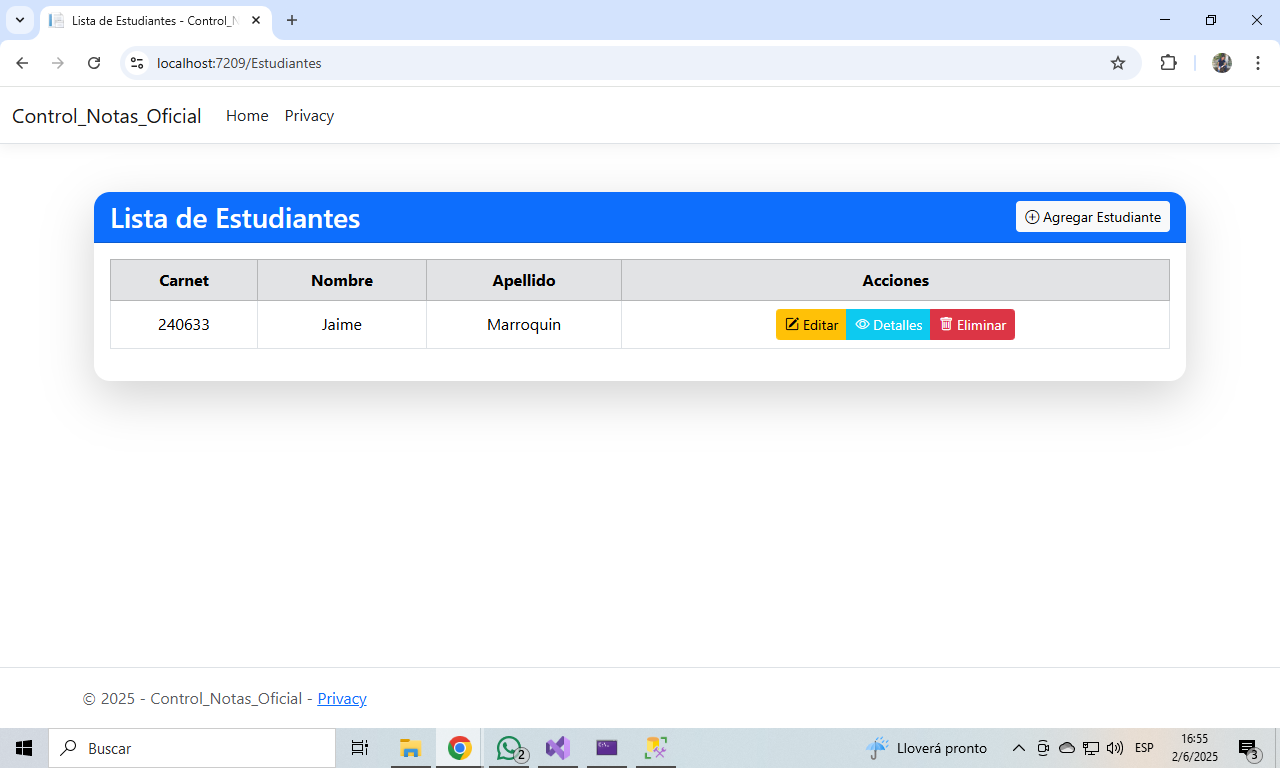 Lista de Estudiantes - Control_N
localhost:7209/Estudiantes
Control_Notas_Oficial Home Privacy
Lista de Estudiantes Agregar Estudiante
Carnet Nombre Apellido Acciones
240633 Jaime Marroquin Editar Detalles Eliminar
© 2025 - Control_Notas_Oficial - Privacy
Buscar 2 Lloverá pronto ESP 16:55 3
2/6/2025